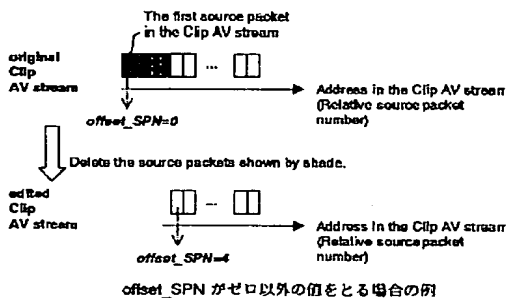 The first source packet
in the Clip AV stream
original
Clip
AV stream
...
Address in the Clip AV stream
(Relative source packet
number)
offset_SPN=0
Delete the source packets shown by shade.
edited
Clip
AV stream
...
Address in the Clip AV stream
(Relative source packet
number)
offset_SPN=4
offset_SPN がゼロ以外の値をとる場合の例